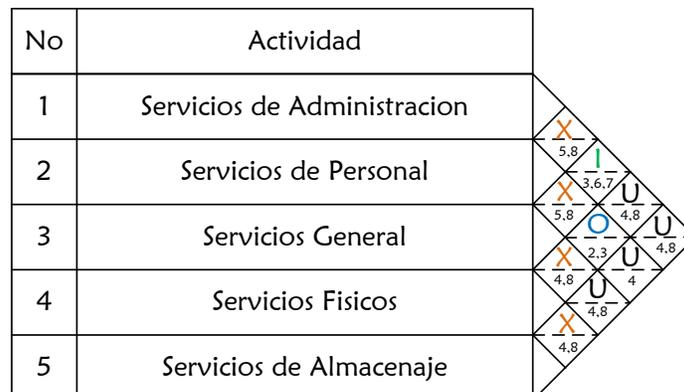 No Actividad
1 Servicios de Administracion
X
5,8
2 Servicios de Personal
I
3,6,7
X
5,8
U
4,8
3 Servicios General
O
2,3
U
4,8
X
4,8
U
4
4 Servicios Fisicos
U
4,8
X
4,8
5 Servicios de Almacenaje